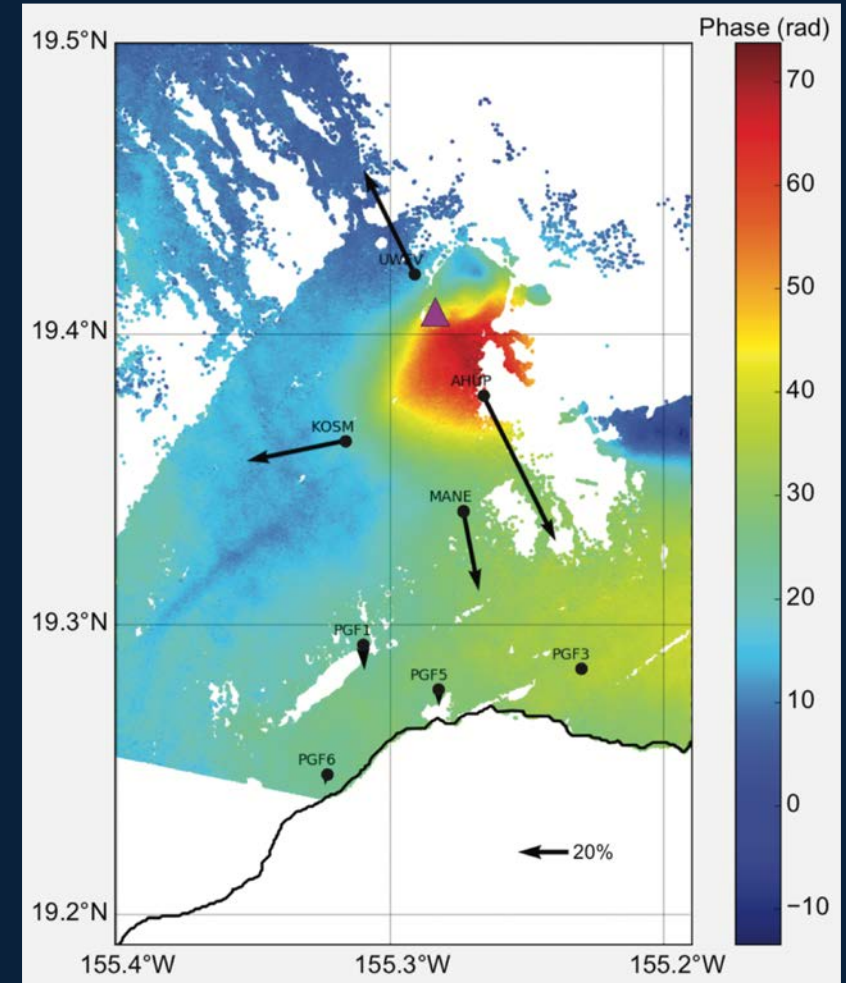 Phase (rad)
19.5°N
70
60
UWEV
50
19.4°N
AHUP
40
KOSM
MANE
30
20
19.3°N
PGF1
PGF3
PGF5
10
PGF6
0
20%
19.2°N
−10
155.4°W
155.3°W
155.2°W